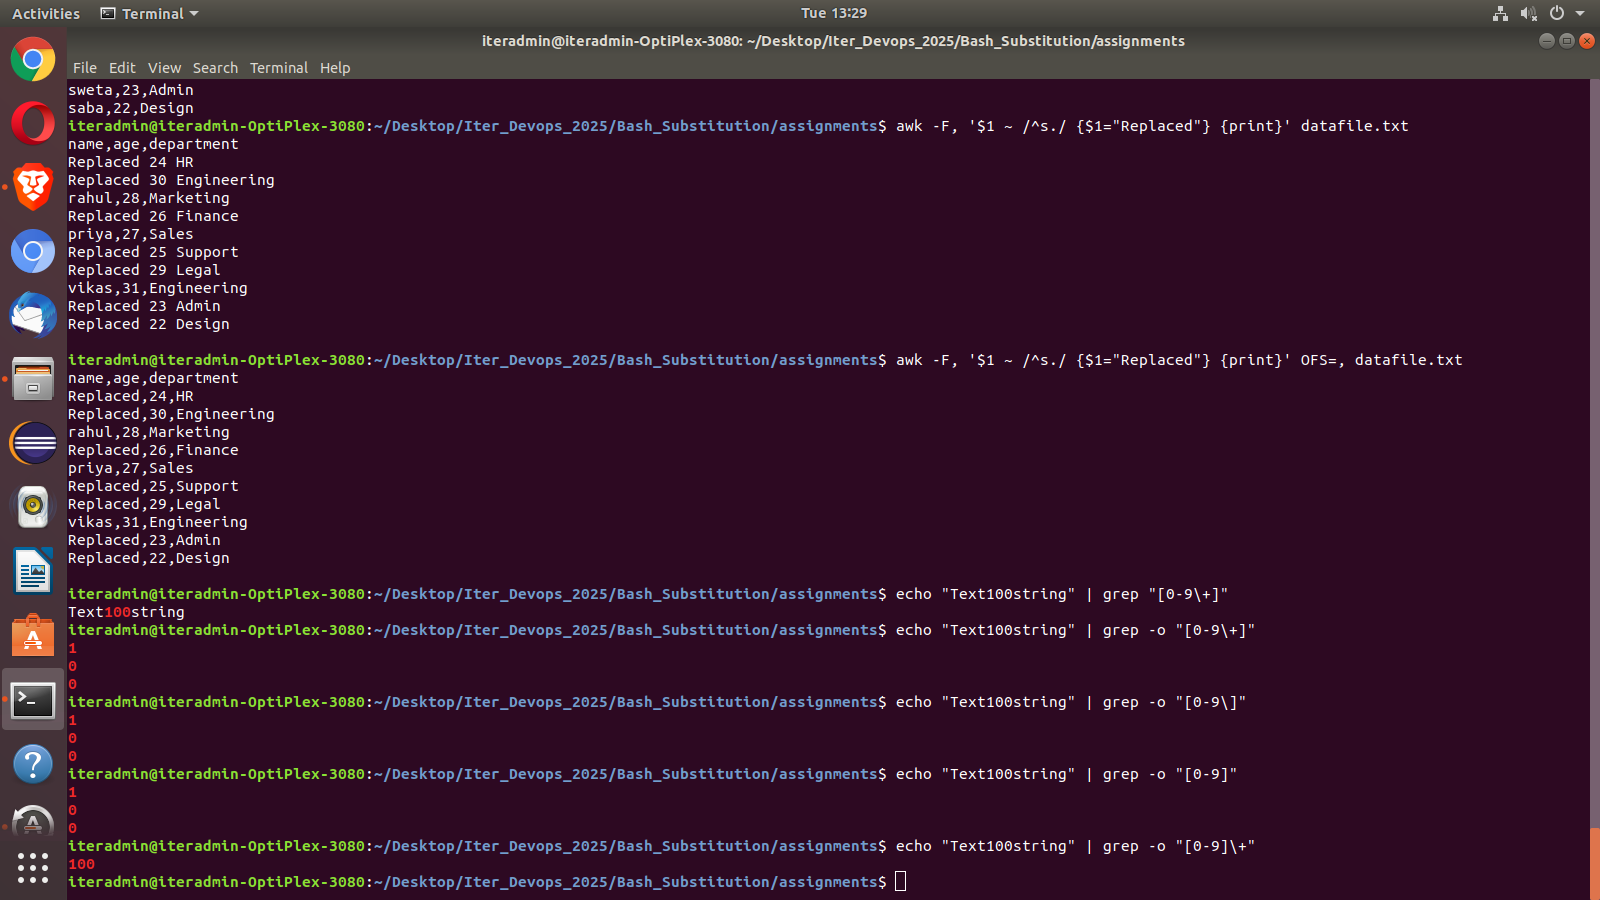 Activities Terminal Tue 13:29
iteradmin@iteradmin-OptiPlex-3080: ~/Desktop/Iter_Devops_2025/Bash_Substitution/assignments
File Edit View Search Terminal Help
sweta,23,Admin
saba,22,Design
iteradmin@iteradmin-OptiPlex-3080:~/Desktop/Iter_Devops_2025/Bash_Substitution/assignments$ awk -F, '$1 ~ /^s./ {$1="Replaced"} {print}' datafile.txt
name,age,department
Replaced 24 HR
Replaced 30 Engineering
rahul,28,Marketing
Replaced 26 Finance
priya,27,Sales
Replaced 25 Support
Replaced 29 Legal
vikas,31,Engineering
Replaced 23 Admin
Replaced 22 Design
iteradmin@iteradmin-OptiPlex-3080:~/Desktop/Iter_Devops_2025/Bash_Substitution/assignments$ awk -F, '$1 ~ /^s./ {$1="Replaced"} {print}' OFS=, datafile.txt
name,age,department
Replaced,24,HR
Replaced,30,Engineering
rahul,28,Marketing
Replaced,26,Finance
priya,27,Sales
Replaced,25,Support
Replaced,29,Legal
vikas,31,Engineering
Replaced,23,Admin
Replaced,22,Design
iteradmin@iteradmin-OptiPlex-3080:~/Desktop/Iter_Devops_2025/Bash_Substitution/assignments$ echo "Text100string" | grep "[0-9\+]"
Text100string
iteradmin@iteradmin-OptiPlex-3080:~/Desktop/Iter_Devops_2025/Bash_Substitution/assignments$ echo "Text100string" | grep -o "[0-9\+]"
1
0
0
iteradmin@iteradmin-OptiPlex-3080:~/Desktop/Iter_Devops_2025/Bash_Substitution/assignments$ echo "Text100string" | grep -o "[0-9\]"
1
0
0
iteradmin@iteradmin-OptiPlex-3080:~/Desktop/Iter_Devops_2025/Bash_Substitution/assignments$ echo "Text100string" | grep -o "[0-9]"
1
0
0
iteradmin@iteradmin-OptiPlex-3080:~/Desktop/Iter_Devops_2025/Bash_Substitution/assignments$ echo "Text100string" | grep -o "[0-9]\+"
100
iteradmin@iteradmin-OptiPlex-3080:~/Desktop/Iter_Devops_2025/Bash_Substitution/assignments$